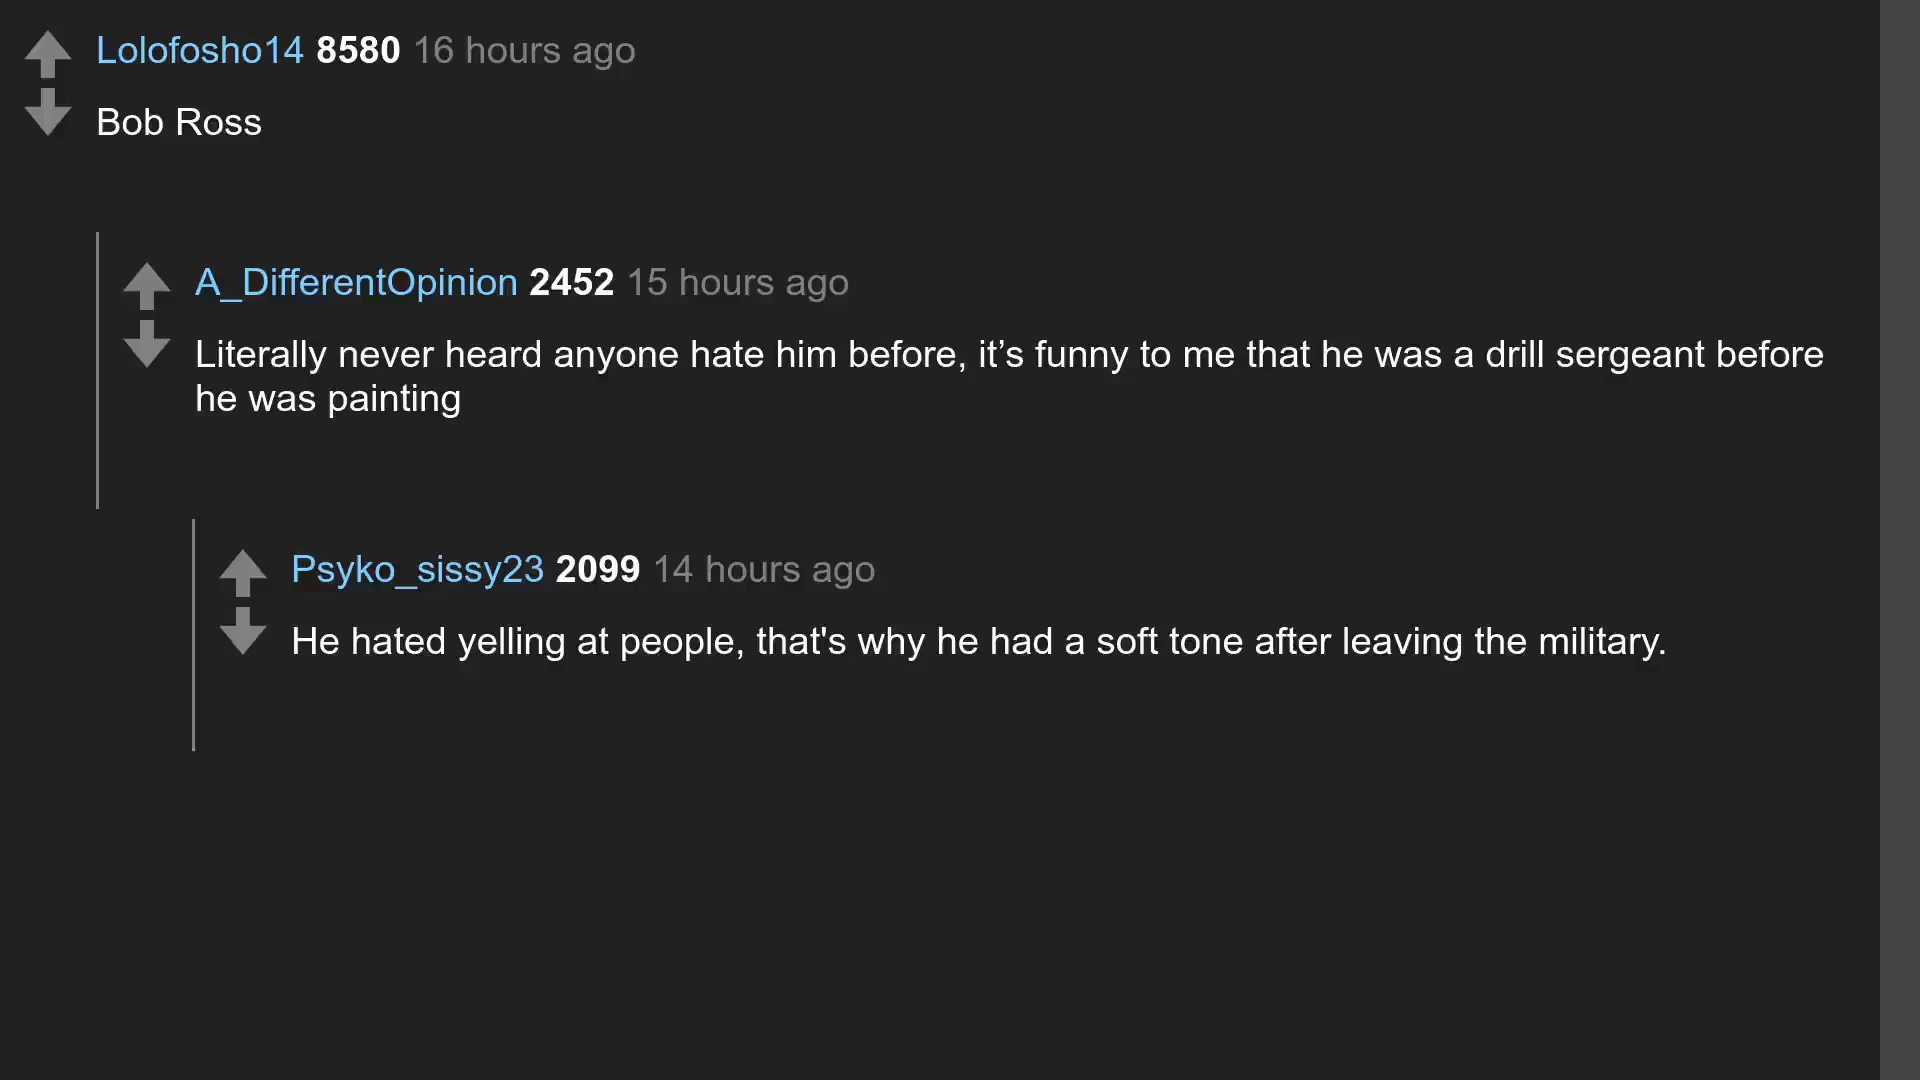 Lolofosho14 8580 16 hours ago
Bob Ross
A_DifferentOpinion 2452 15 hours ago
Literally never heard anyone hate him before, it’s funny to me that he was a drill sergeant before
he was painting
Psyko_sissy23 2099 14 hours ago
He hated yelling at people, that's why he had a soft tone after leaving the military.